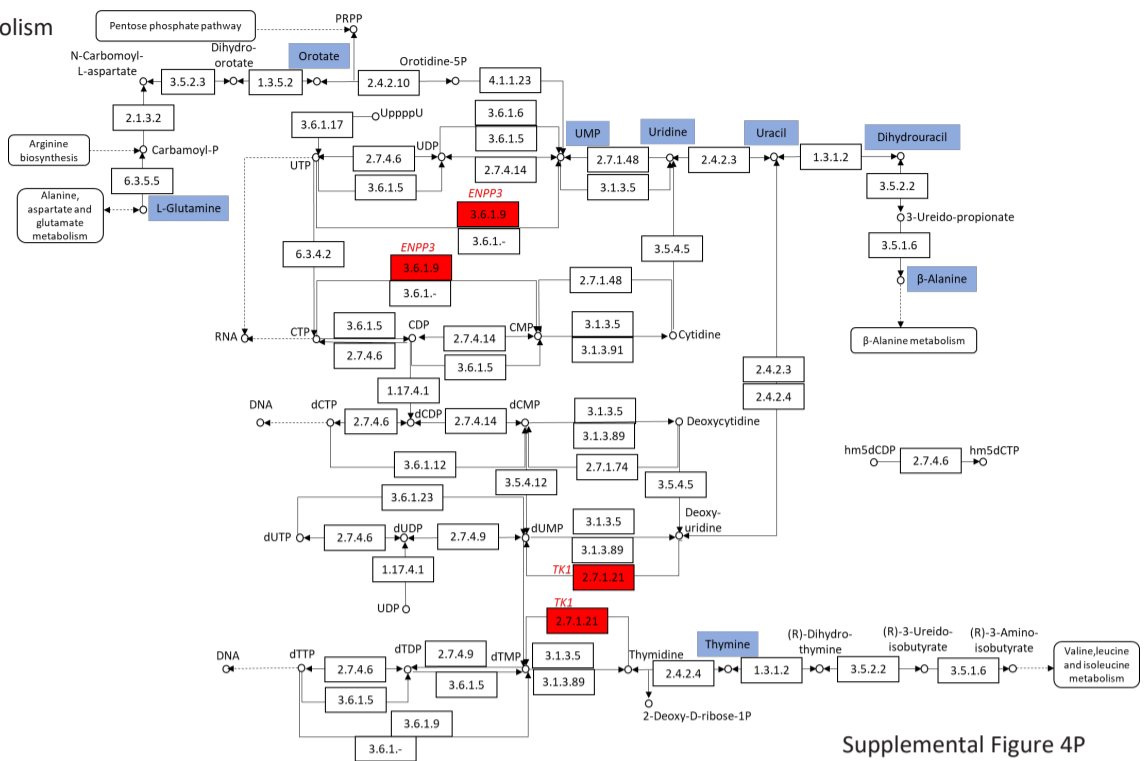 olism
Pentose phosphate pathway
PRPP
N-Carbomoyl-
L-aspartate
Dihydro-
orotate
Orotate
Orotidine-5P
3.5.2.3
1.3.5.2
2.4.2.10
4.1.1.23
2.1.3.2
3.6.1.17
UppppU
3.6.1.6
3.6.1.5
UMP
Uridine
Uracil
Dihydrouracil
Arginine
biosynthesis
Carbamoyl-P
UTP
2.7.4.6
UDP
2.7.4.14
2.7.1.48
2.4.2.3
1.3.1.2
6.3.5.5
3.6.1.5
3.1.3.5
3.5.2.2
Alanine,
aspartate and
glutamate
metabolism
L-Glutamine
ENPP3
3.6.1.9
3.6.1.-
3-Ureido-propionate
6.3.4.2
ENPP3
3.6.1.9
3.6.1.-
3.5.4.5
3.5.1.6
2.7.1.48
β-Alanine
RNA
CTP
3.6.1.5
2.7.4.6
CDP
2.7.4.14
3.6.1.5
CMP
3.1.3.5
3.1.3.91
Cytidine
β-Alanine metabolism
2.4.2.3
2.4.2.4
1.17.4.1
DNA
dCTP
2.7.4.6
dCDP
2.7.4.14
dCMP
3.1.3.5
3.1.3.89
Deoxycytidine
3.6.1.12
2.7.1.74
hm5dCDP
2.7.4.6
hm5dCTP
3.5.4.12
3.5.4.5
3.6.1.23
Deoxy-
uridine
dUTP
2.7.4.6
dUDP
2.7.4.9
dUMP
3.1.3.5
3.1.3.89
1.17.4.1
TK1
2.7.1.21
UDP
TK1
2.7.1.21
DNA
dTTP
2.7.4.6
3.6.1.5
dTDP
2.7.4.9
3.6.1.5
dTMP
3.1.3.5
3.1.3.89
Thymidine
2.4.2.4
Thymine
1.3.1.2
(R)-Dihydro-
thymine
3.5.2.2
(R)-3-Ureido-
isobutyrate
3.5.1.6
(R)-3-Amino-
isobutyrate
Valine,leucine
and isoleucine
metabolism
3.6.1.9
3.6.1.-
2-Deoxy-D-ribose-1P
Supplemental Figure 4P